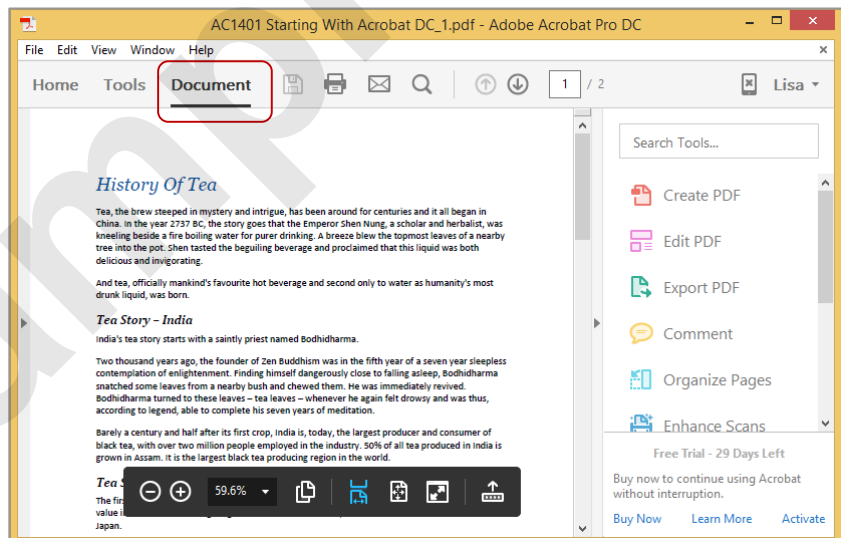 AC1401 Starting With Acrobat DC_1.pdf - Adobe Acrobat Pro DC
File Edit View Window Help
Home Tools Document 1 / 2 Lisa
History Of Tea
Tea, the brew steeped in mystery and intrigue, has been around for centuries and it all began in
China. In the year 2737 BC, the story goes that the Emperor Shen Nung, a scholar and herbalist, was
kneeling beside a fire boiling water for purer drinking. A breeze blew the topmost leaves of a nearby
tree into the pot. Shen tasted the beguiling beverage and proclaimed that this liquid was both
delicious and invigorating.
And tea, officially mankind's favourite hot beverage and second only to water as humanity's most
drunk liquid, was born.
Tea Story – India
India's tea story starts with a saintly priest named Bodhidharma.
Two thousand years ago, the founder of Zen Buddhism was in the fifth year of a seven year sleepless
contemplation of enlightenment. Finding himself dangerously close to falling asleep, Bodhidharma
snatched some leaves from a nearby bush and chewed them. He was immediately revived.
Bodhidharma turned to these leaves – tea leaves – whenever he again felt drowsy and was thus,
according to legend, able to complete his seven years of meditation.
Barely a century and half after its first crop, India is, today, the largest producer and consumer of
black tea, with over two million people employed in the industry. 50% of all tea produced in India is
grown in Assam. It is the largest black tea producing region in the world.
Tea
The
value
Japan.
59.6%
Search Tools...
Create PDF
Edit PDF
Export PDF
Comment
Organize Pages
Enhance Scans
Free Trial - 29 Days Left
Buy now to continue using Acrobat
without interruption.
Buy Now Learn More Activate